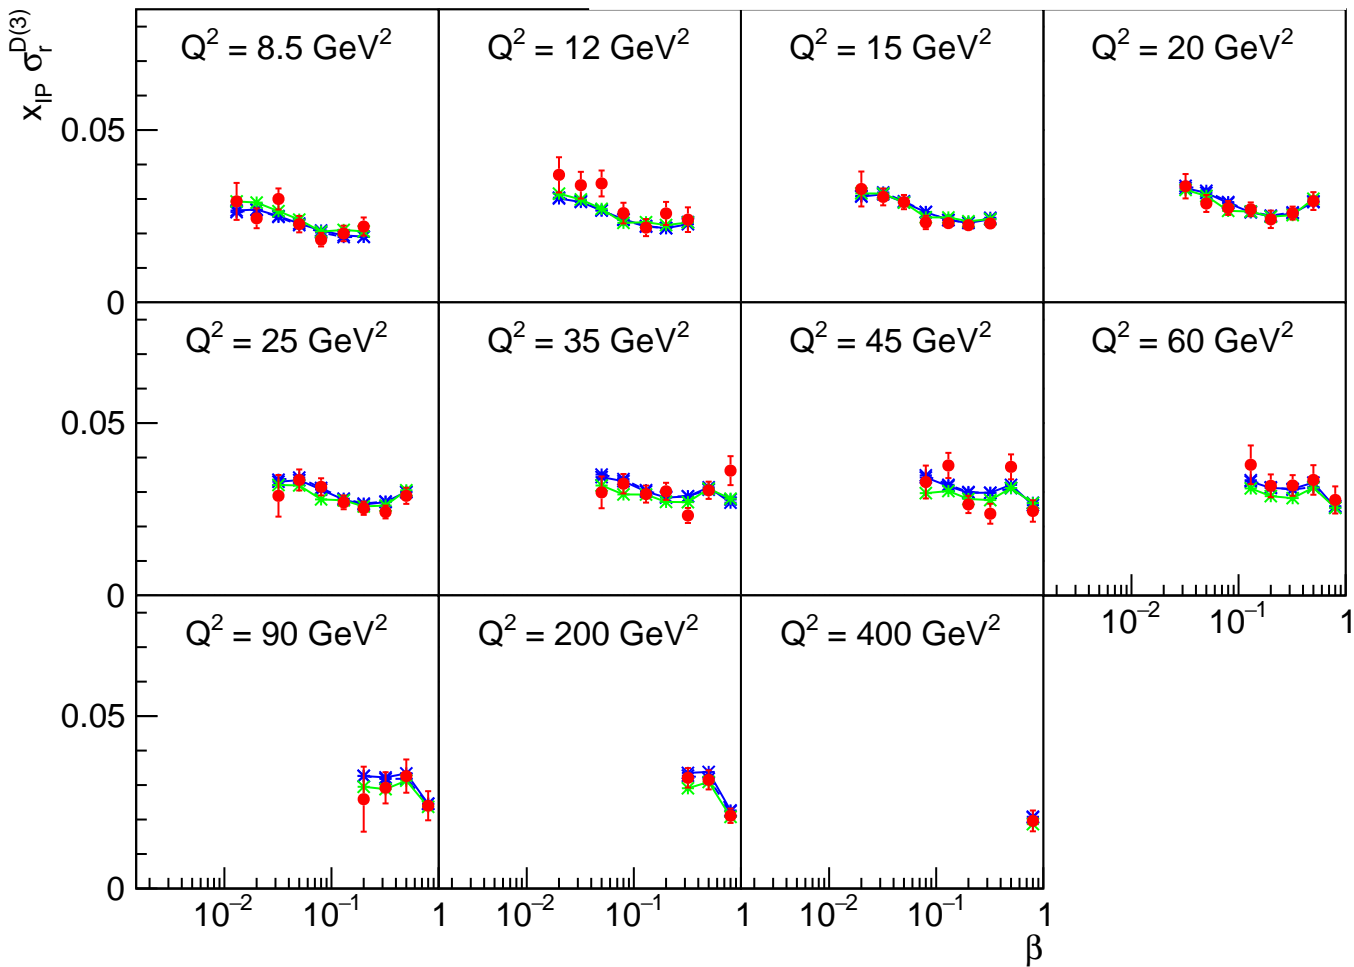 x_IP σ_r^D(3)
Q² = 8.5 GeV²
Q² = 12 GeV²
Q² = 15 GeV²
Q² = 20 GeV²
0.05
0
Q² = 25 GeV²
Q² = 35 GeV²
Q² = 45 GeV²
Q² = 60 GeV²
0.05
0
10⁻² 10⁻¹ 1
Q² = 90 GeV²
Q² = 200 GeV²
Q² = 400 GeV²
0.05
0
10⁻² 10⁻¹ 1
10⁻² 10⁻¹ 1
10⁻² 10⁻¹ 1
β